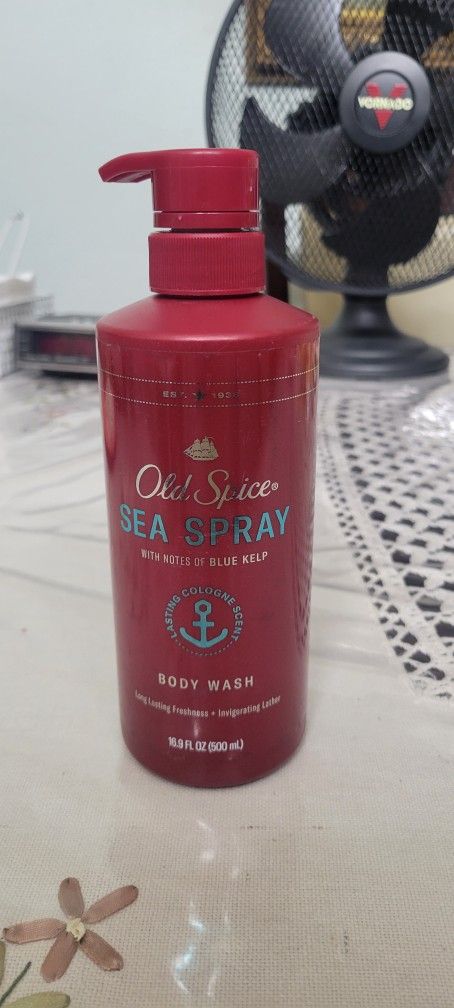 VORNADO
EST. 1938
Old Spice®
SEA SPRAY
WITH NOTES OF BLUE KELP
LASTING COLOGNE SCENT
BODY WASH
Long Lasting Freshness + Invigorating Lather
16.9 FL OZ (500 mL)